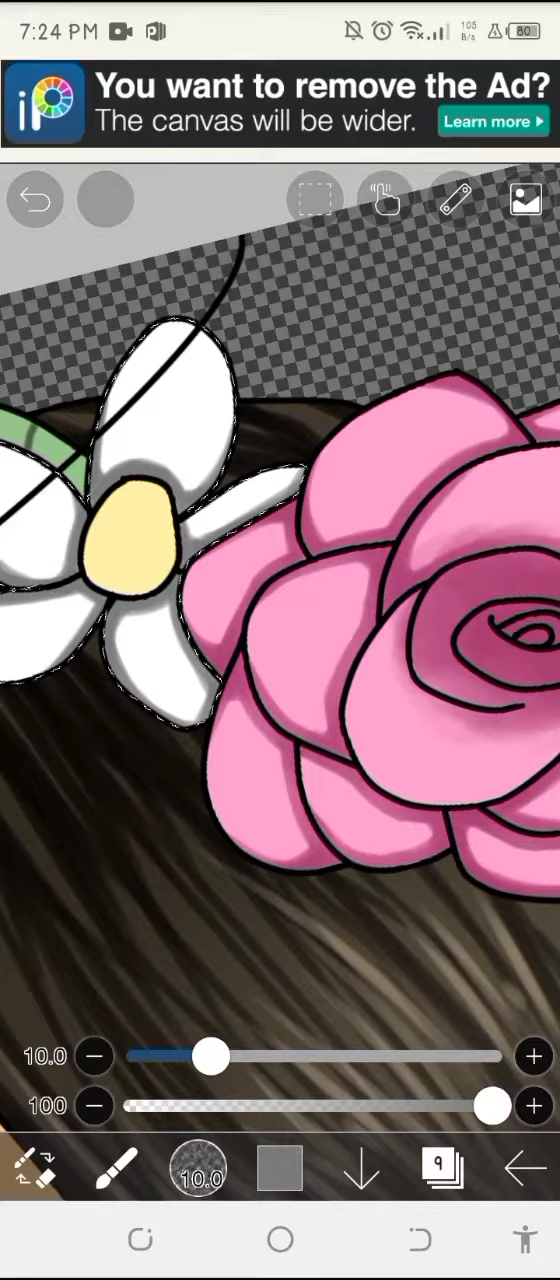 7:24 PM
105
B/s
80
iP
You want to remove the Ad?
The canvas will be wider.
Learn more
10.0
100
10.0
9